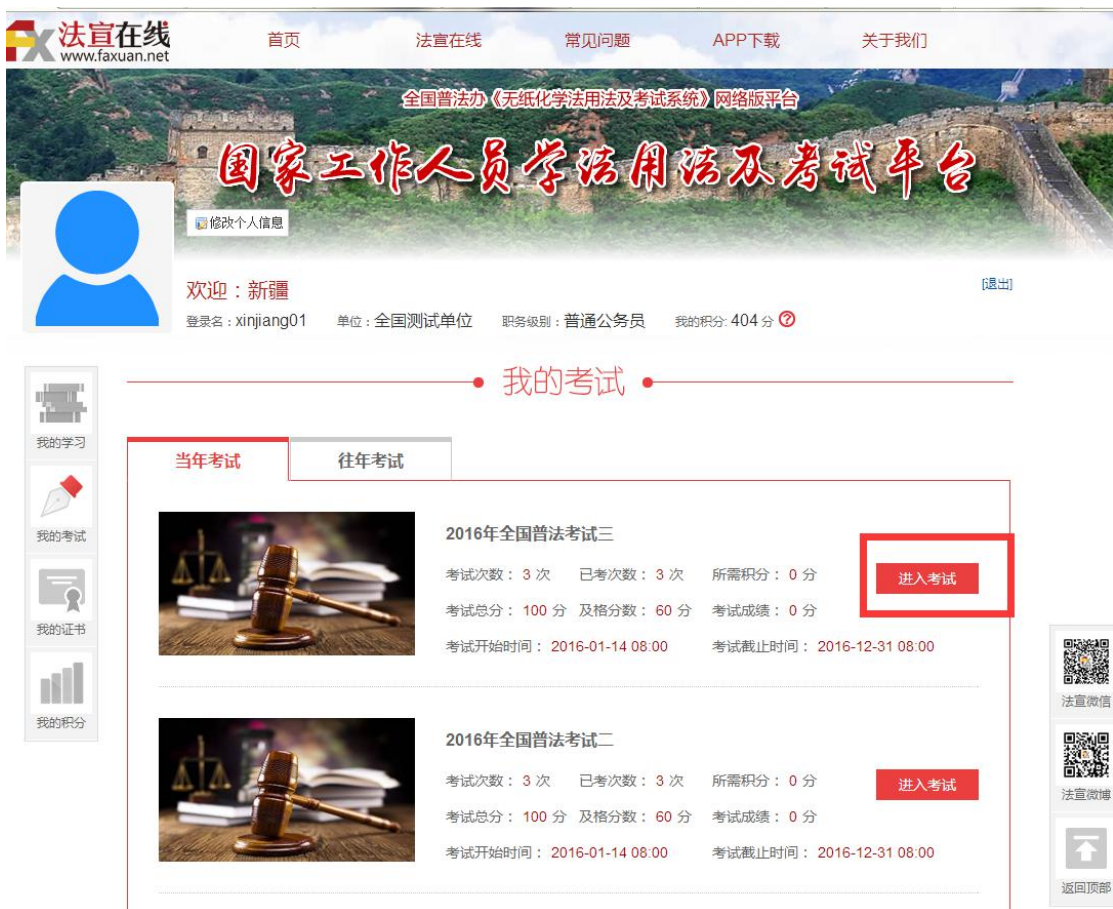 法宣在线
www.faxuan.net
首页 法宣在线 常见问题 APP下载 关于我们
全国普法办《无纸化学法用法及考试系统》网络版平台
国家工作人员学法用法及考试平台
修改个人信息
欢迎：新疆
[退出]
登录名：xinjiang01 单位：全国测试单位 职务级别：普通公务员 我的积分: 404 分 ?
我的考试
我的学习
我的考试
我的证书
我的积分
当年考试 往年考试
2016年全国普法考试三
考试次数： 3 次 已考次数： 3 次 所需积分： 0 分
进入考试
考试总分： 100 分 及格分数： 60 分 考试成绩： 0 分
考试开始时间： 2016-01-14 08:00 考试截止时间： 2016-12-31 08:00
2016年全国普法考试二
考试次数： 3 次 已考次数： 3 次 所需积分： 0 分
进入考试
考试总分： 100 分 及格分数： 60 分 考试成绩： 0 分
考试开始时间： 2016-01-14 08:00 考试截止时间： 2016-12-31 08:00
法宣微信
法宣微博
返回顶部